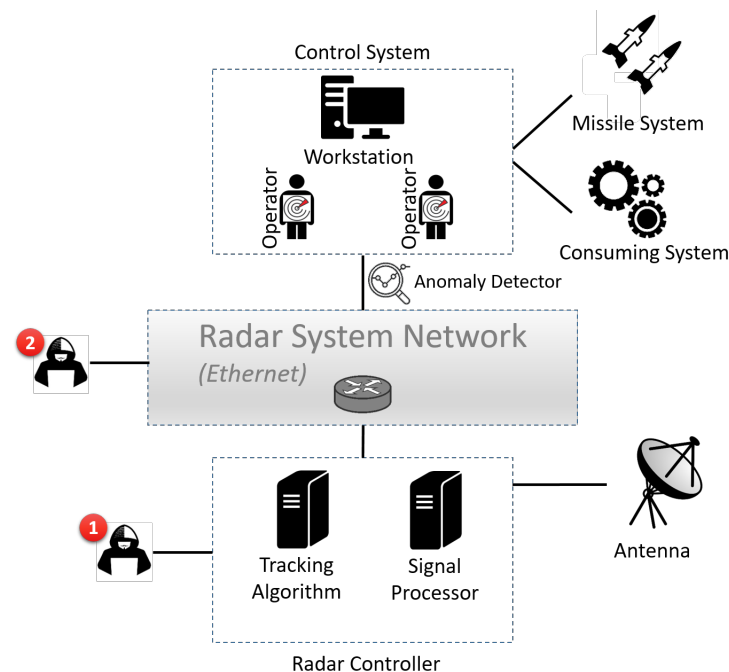 Control System
Missile System
Workstation
Operator
Operator
Consuming System
Anomaly Detector
Radar System Network
(Ethernet)
2
1
Tracking
Algorithm
Signal
Processor
Antenna
Radar Controller